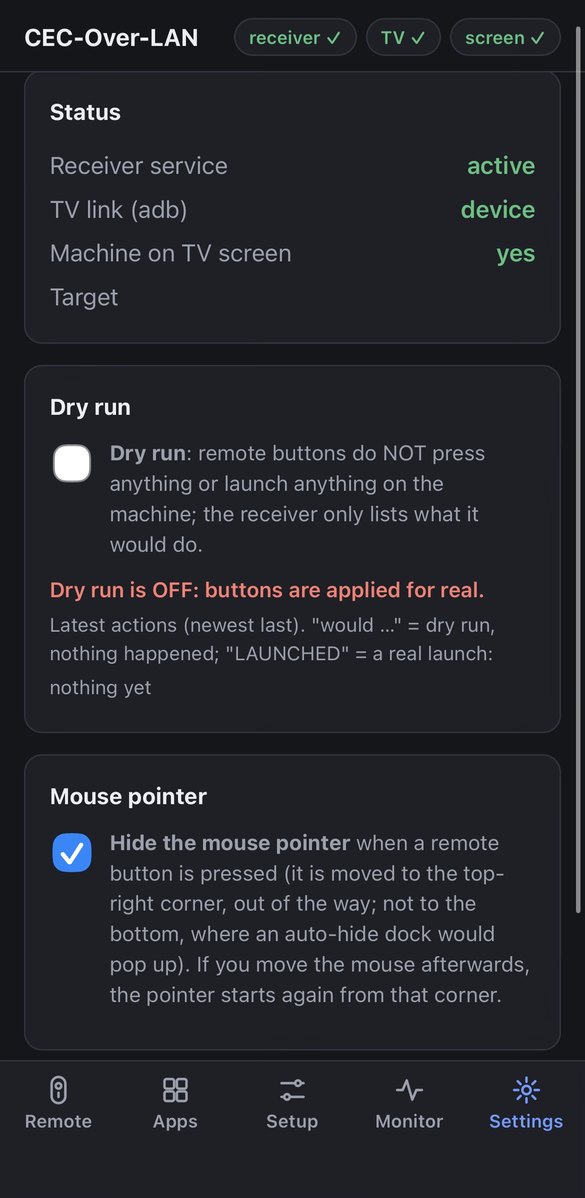 CEC-Over-LAN
receiver ✓
TV ✓
screen ✓
Status
Receiver service
active
TV link (adb)
device
Machine on TV screen
yes
Target
Dry run
Dry run: remote buttons do NOT press
anything or launch anything on the
machine; the receiver only lists what it
would do.
Dry run is OFF: buttons are applied for real.
Latest actions (newest last). "would ..." = dry run,
nothing happened; "LAUNCHED" = a real launch:
nothing yet
Mouse pointer
Hide the mouse pointer when a remote
button is pressed (it is moved to the top-
right corner, out of the way; not to the
bottom, where an auto-hide dock would
pop up). If you move the mouse afterwards,
the pointer starts again from that corner.
Remote
Apps
Setup
Monitor
Settings